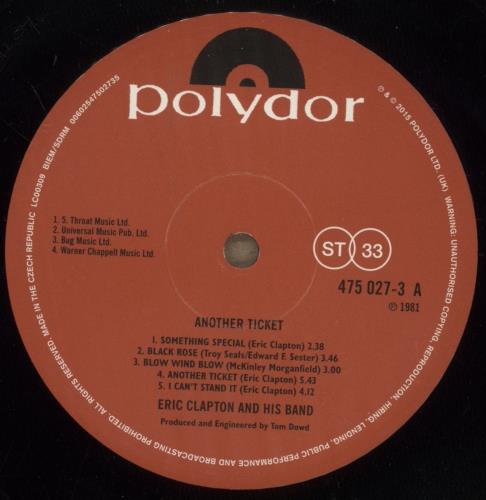 polydor
1. 5. Throat Music Ltd.
2. Universal Music Pub. Ltd.
3. Bug Music Ltd.
4. Warner Chappell Music Ltd.
ST 33
475 027-3 A
℗ 1981
ANOTHER TICKET
1. SOMETHING SPECIAL (Eric Clapton) 2.38
2. BLACK ROSE (Troy Seals/Edward F. Sester) 3.46
3. BLOW WIND BLOW (McKinley Morganfield) 3.00
4. ANOTHER TICKET (Eric Clapton) 5.43
5. I CAN'T STAND IT (Eric Clapton) 4.12
ERIC CLAPTON AND HIS BAND
Produced and Engineered by Tom Dowd
℗ & © 2015 POLYDOR LTD. (UK) WARNING: UNAUTHORISED COPYING, REPRODUCTION, HIRING, LENDING, PUBLIC PERFORMANCE AND BROADCASTING PROHIBITED. ALL RIGHTS RESERVED. MADE IN THE CZECH REPUBLIC LC00309 BIEM/SDRM 00602547502735